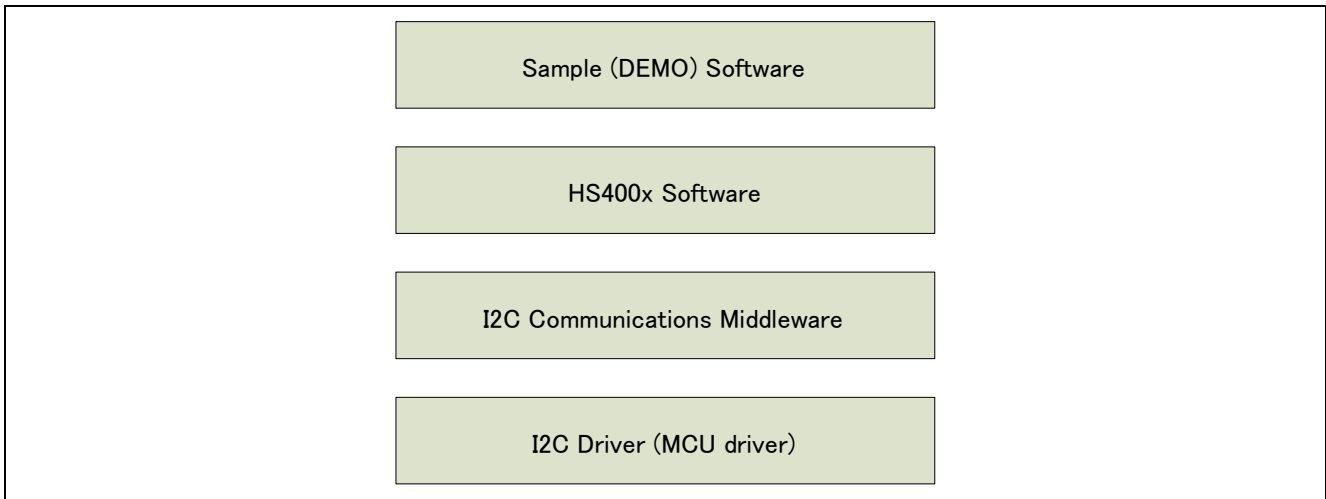 Sample (DEMO) Software
HS400x Software
I2C Communications Middleware
I2C Driver (MCU driver)